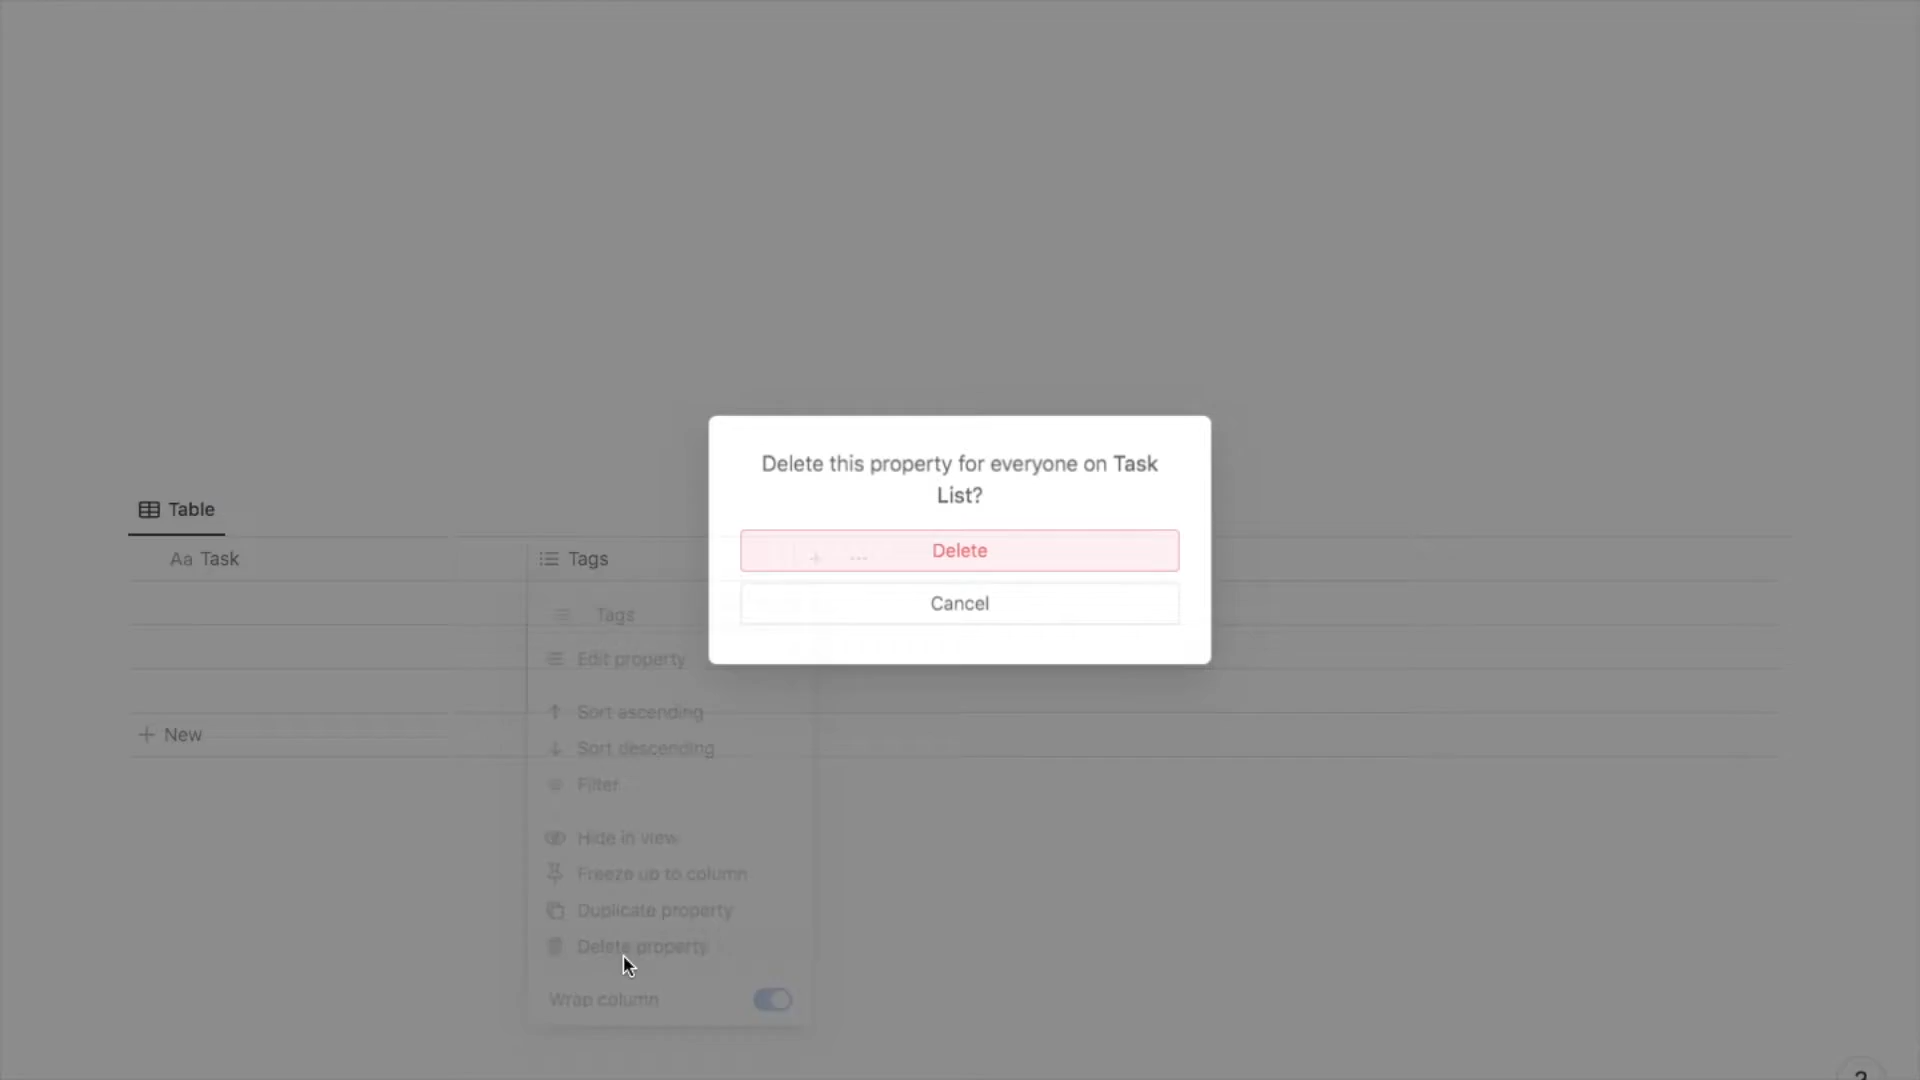 Delete this property for everyone on Task
List?
Delete
Cancel
Table
Aa Task
Tags
+ ...
Tags
Edit property
Sort ascending
Sort descending
Filter
Hide in view
Freeze up to column
Duplicate property
Delete property
Wrap column
+ New
?